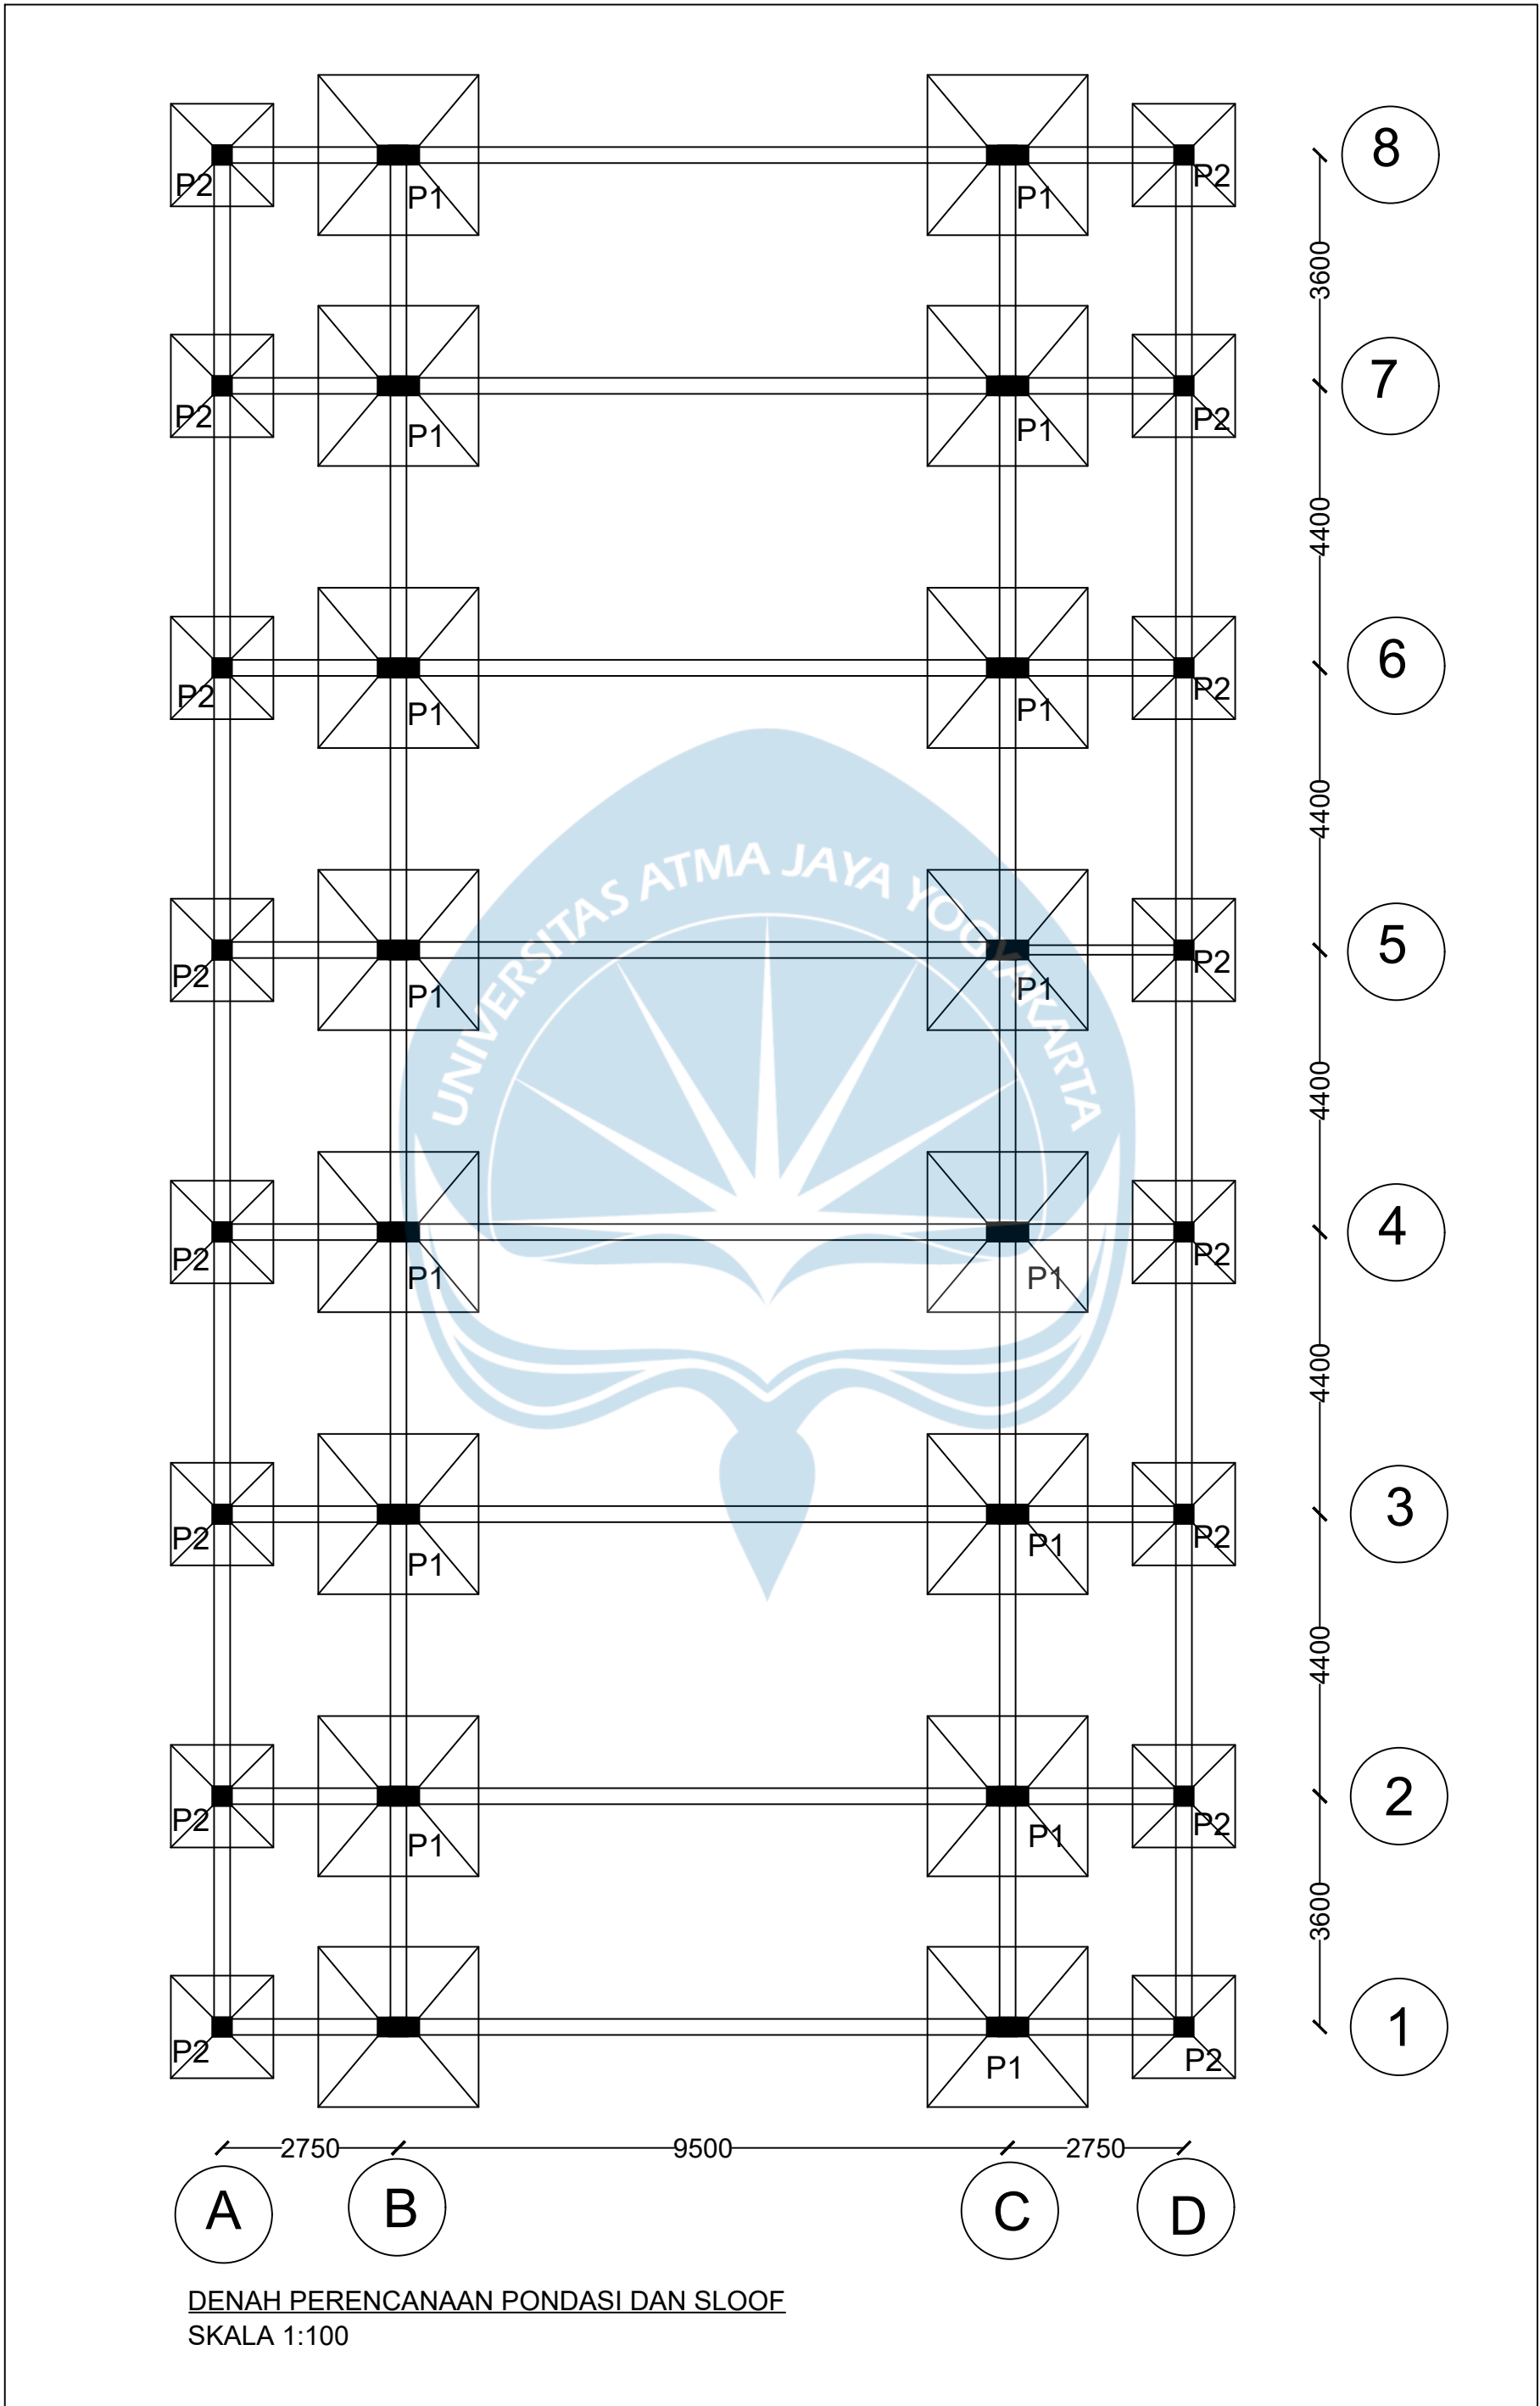 8
P2
P1
P1
P2
3600
7
P2
P1
P1
P2
4400
6
P2
P1
P1
P2
4400
UNIVERSITAS ATMA JAYA YOGYAKARTA
5
P2
P1
P1
P2
4400
4
P2
P1
P1
P2
4400
3
P2
P1
P1
P2
4400
2
P2
P1
P1
P2
3600
1
P2
P1
P2
2750 9500 2750
A B C D
DENAH PERENCANAAN PONDASI DAN SLOOF
SKALA 1:100